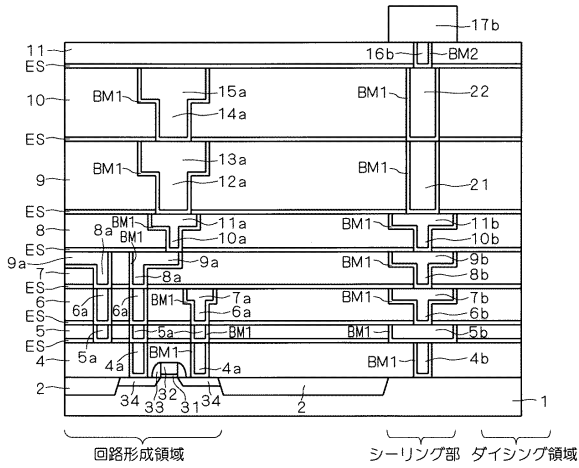 17b
11
16b BM2
ES
10 BM1 15a BM1 22
14a
ES
BM1 13a BM1
9 12a 21
ES
8 BM1 11a BM1 11b
8a BM1 10a 10b
ES
9a 9a BM1 9b
7 8a 8b
ES
6 6a 6a BM1 7a BM1 7b
6a 6b
ES
5 5a BM1 BM1 5b
ES 5a
4 4a BM1 4a BM1 4b
2 34 33 32 31 34 2 1
回路形成領域 シーリング部 ダイシング領域